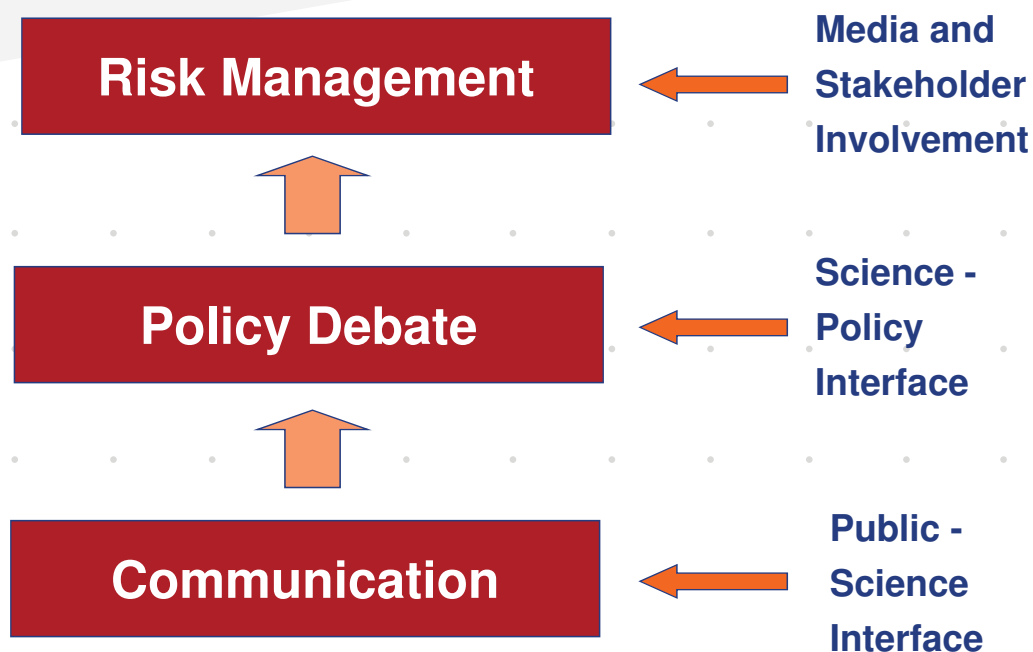 Risk Management
Media and
Stakeholder
Involvement
Policy Debate
Science -
Policy
Interface
Communication
Public -
Science
Interface